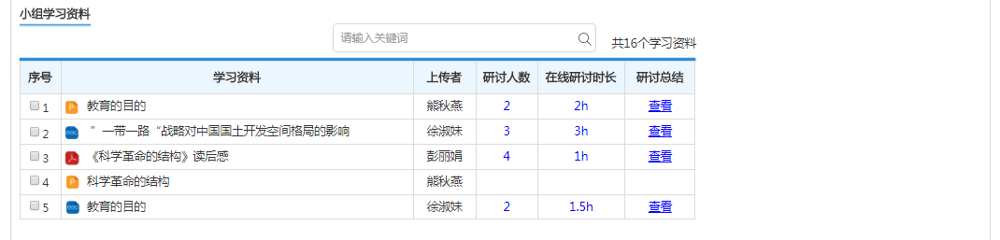 小组学习资料
请输入关键词
共16个学习资料
序号 学习资料 上传者 研讨人数 在线研讨时长 研讨总结
1 教育的目的 熊秋燕 2 2h 查看
2 ”一带一路“战略对中国国土开发空间格局的影响 徐淑妹 3 3h 查看
3 《科学革命的结构》读后感 彭丽娟 4 1h 查看
4 科学革命的结构 熊秋燕
5 教育的目的 徐淑妹 2 1.5h 查看